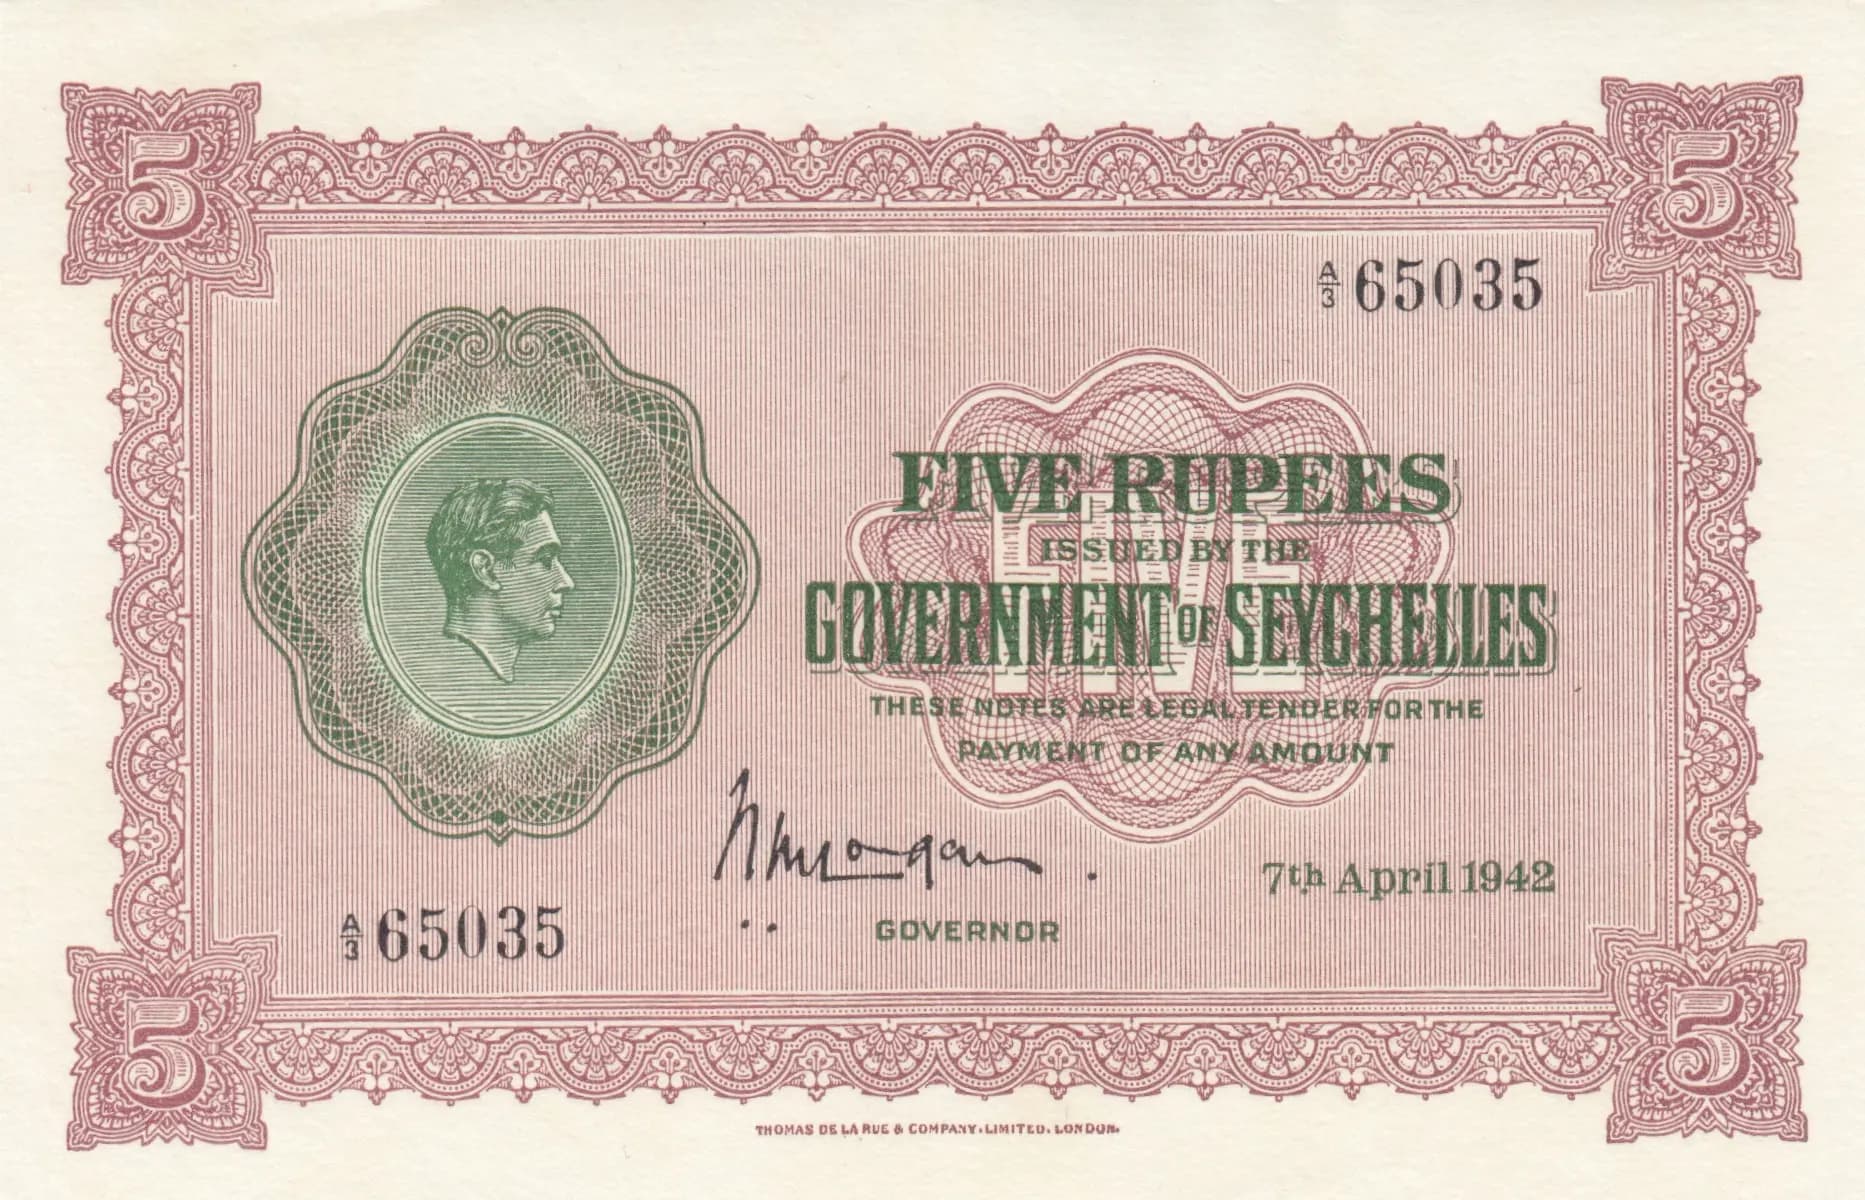 5
5
A/3 65035
FIVE RUPEES
FIVE
ISSUED BY THE
GOVERNMENT OF SEYCHELLES
THESE NOTES ARE LEGAL TENDER FOR THE
PAYMENT OF ANY AMOUNT
7th April 1942
A/3 65035
GOVERNOR
5
5
THOMAS DE LA RUE & COMPANY, LIMITED, LONDON.